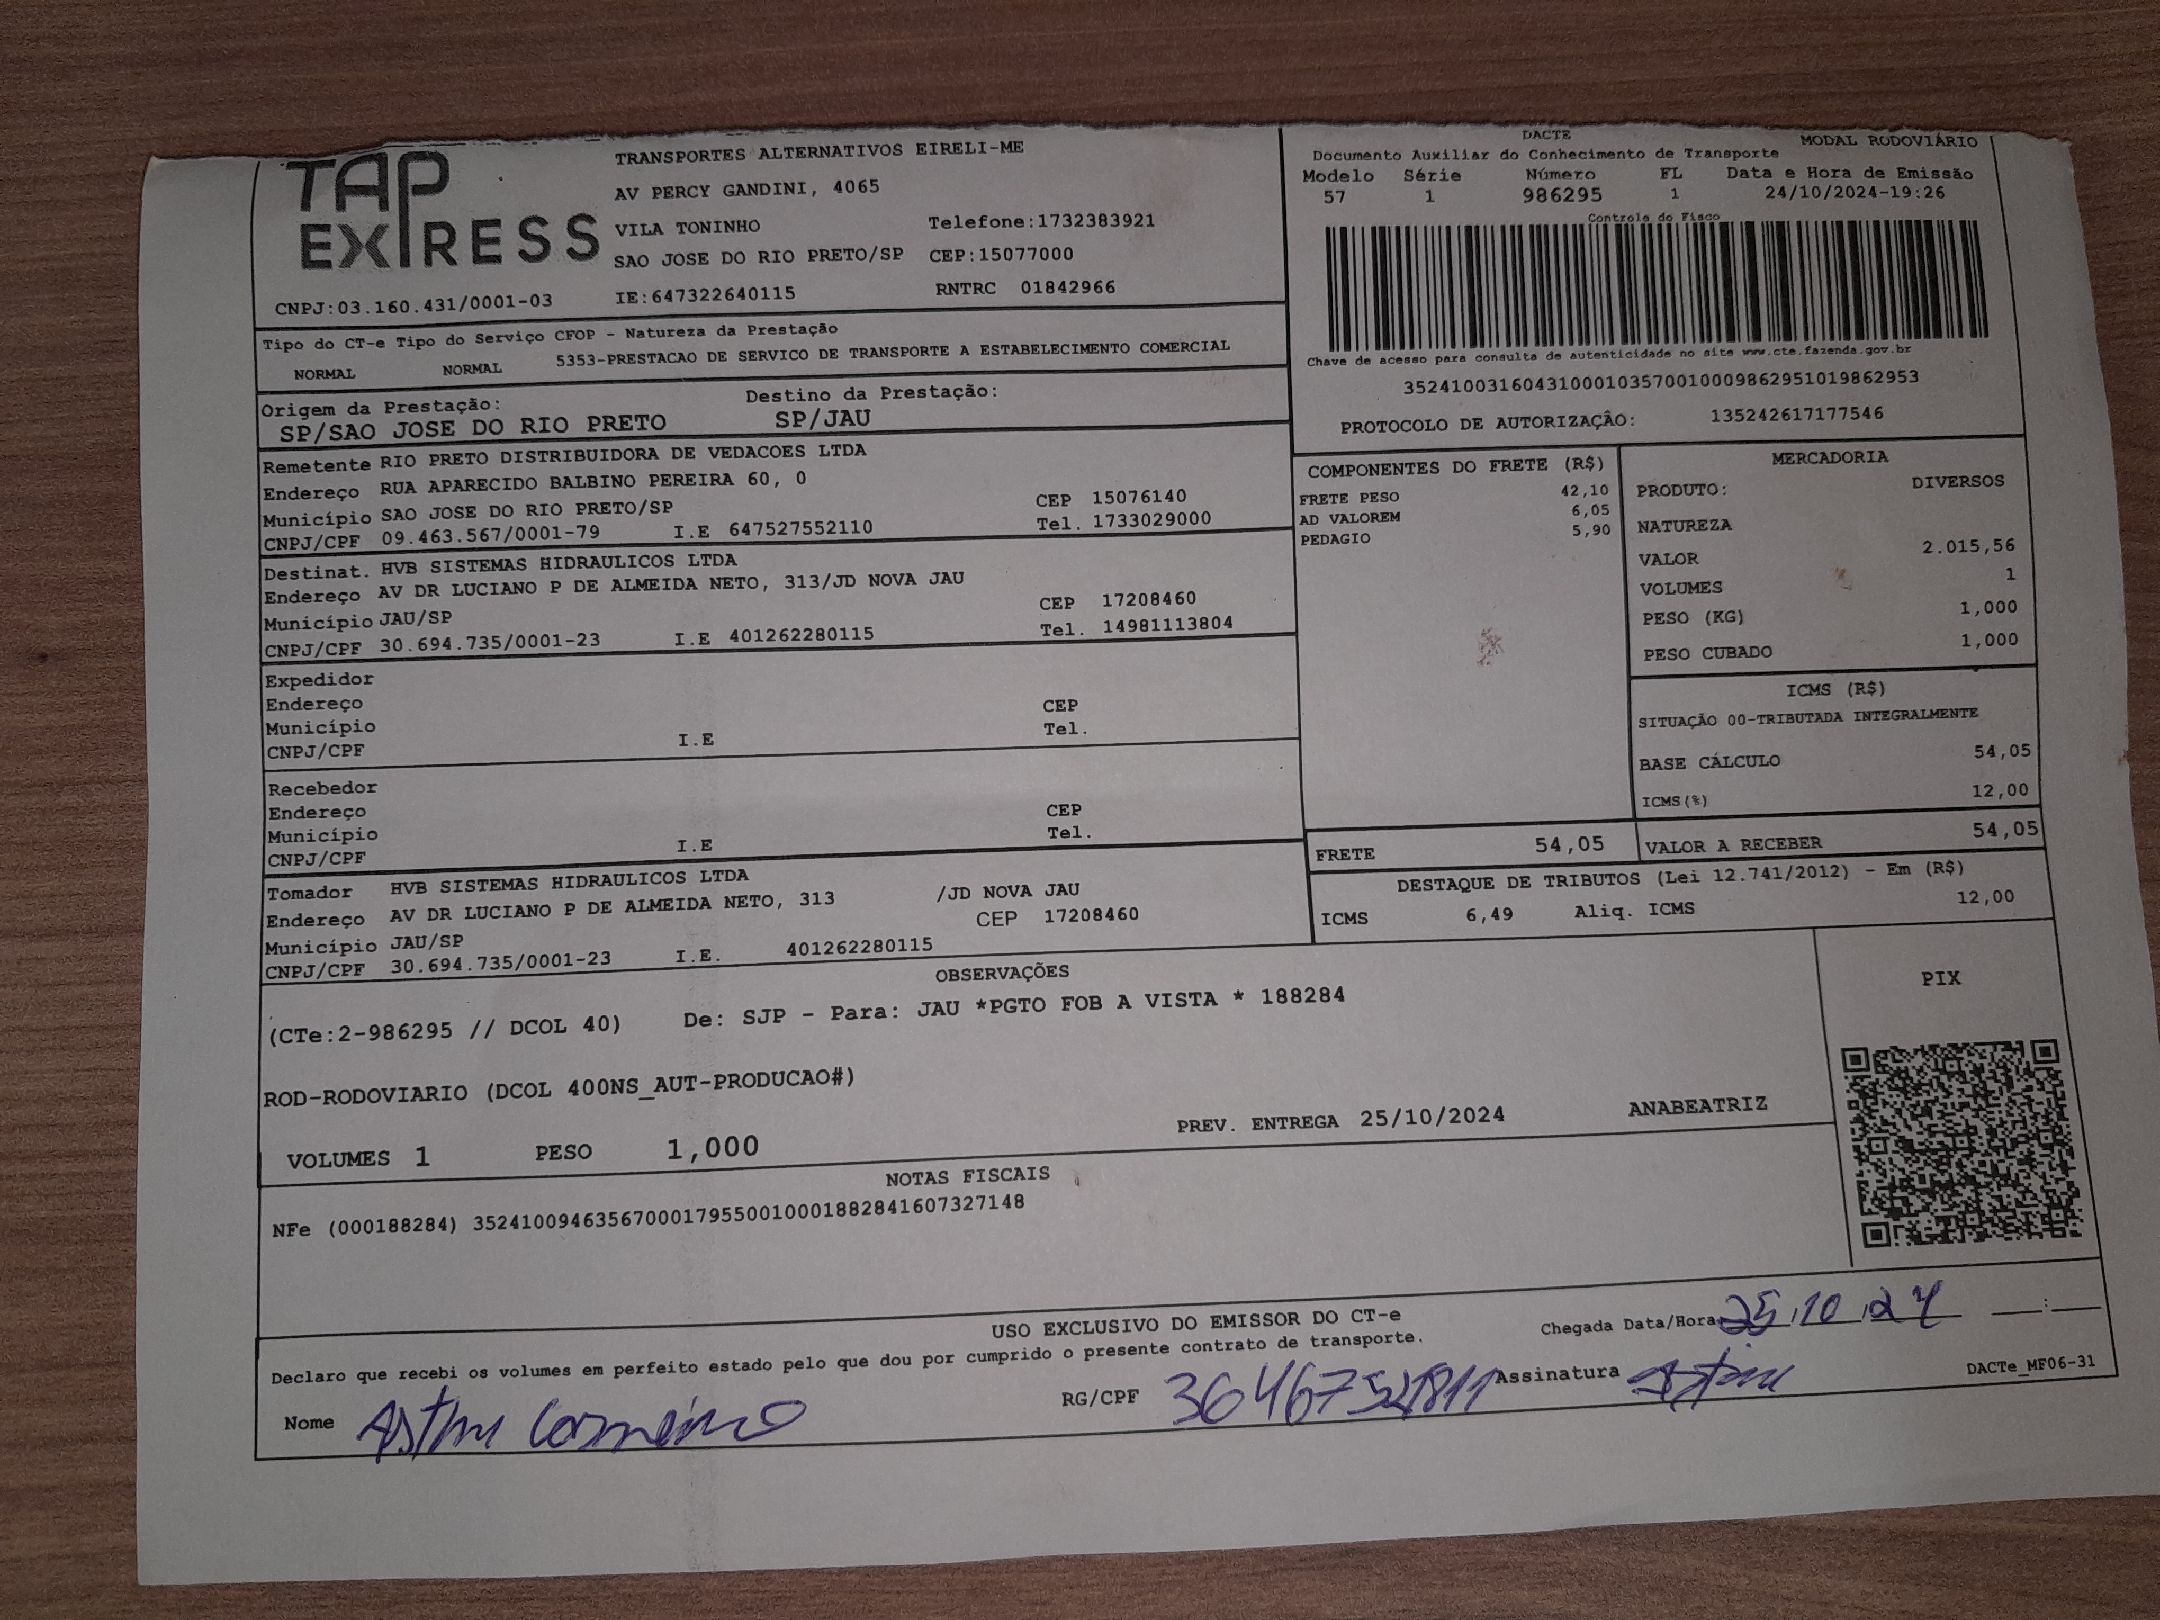 TAP EXPRESS
TRANSPORTES ALTERNATIVOS EIRELI-ME
AV PERCY GANDINI, 4065
VILA TONINHO Telefone:1732383921
SAO JOSE DO RIO PRETO/SP CEP:15077000
CNPJ:03.160.431/0001-03 IE:647322640115 RNTRC 01842966
DACTE MODAL RODOVIÁRIO
Documento Auxiliar do Conhecimento de Transporte
Modelo Série Número FL Data e Hora de Emissão
57 1 986295 1 24/10/2024-19:26
Controle do Fisco
Chave de acesso para consulta de autenticidade no site www.cte.fazenda.gov.br
35241003160431000103570010009862951019862953
PROTOCOLO DE AUTORIZAÇÃO: 135242617177546
Tipo do CT-e Tipo do Serviço CFOP - Natureza da Prestação
NORMAL NORMAL 5353-PRESTACAO DE SERVICO DE TRANSPORTE A ESTABELECIMENTO COMERCIAL
Origem da Prestação: Destino da Prestação:
SP/SAO JOSE DO RIO PRETO SP/JAU
Remetente RIO PRETO DISTRIBUIDORA DE VEDACOES LTDA
Endereço RUA APARECIDO BALBINO PEREIRA 60, 0
Município SAO JOSE DO RIO PRETO/SP CEP 15076140
CNPJ/CPF 09.463.567/0001-79 I.E 647527552110 Tel. 1733029000
Destinat. HVB SISTEMAS HIDRAULICOS LTDA
Endereço AV DR LUCIANO P DE ALMEIDA NETO, 313/JD NOVA JAU
Município JAU/SP CEP 17208460
CNPJ/CPF 30.694.735/0001-23 I.E 401262280115 Tel. 14981113804
Expedidor
Endereço CEP
Município Tel.
CNPJ/CPF I.E
Recebedor
Endereço CEP
Município Tel.
CNPJ/CPF I.E
Tomador HVB SISTEMAS HIDRAULICOS LTDA
Endereço AV DR LUCIANO P DE ALMEIDA NETO, 313 /JD NOVA JAU
Município JAU/SP CEP 17208460
CNPJ/CPF 30.694.735/0001-23 I.E. 401262280115
COMPONENTES DO FRETE (R$)
FRETE PESO 42,10
AD VALOREM 6,05
PEDAGIO 5,90
MERCADORIA
PRODUTO: DIVERSOS
NATUREZA
VALOR 2.015,56
VOLUMES 1
PESO (KG) 1,000
PESO CUBADO 1,000
ICMS (R$)
SITUAÇÃO 00-TRIBUTADA INTEGRALMENTE
BASE CÁLCULO 54,05
ICMS(%) 12,00
FRETE 54,05 VALOR A RECEBER 54,05
DESTAQUE DE TRIBUTOS (Lei 12.741/2012) - Em (R$)
ICMS 6,49 Aliq. ICMS 12,00
OBSERVAÇÕES
(CTe:2-986295 // DCOL 40) De: SJP - Para: JAU *PGTO FOB A VISTA * 188284
ROD-RODOVIARIO (DCOL 400NS_AUT-PRODUCAO#)
VOLUMES 1 PESO 1,000 PREV. ENTREGA 25/10/2024 ANABEATRIZ
PIX
NOTAS FISCAIS
NFe (000188284) 35241009463567000179550010001882841607327148
USO EXCLUSIVO DO EMISSOR DO CT-e
Declaro que recebi os volumes em perfeito estado pelo que dou por cumprido o presente contrato de transporte.
Chegada Data/Hora 25,10,24 __:__
Nome RG/CPF Assinatura DACTe_MF06-31